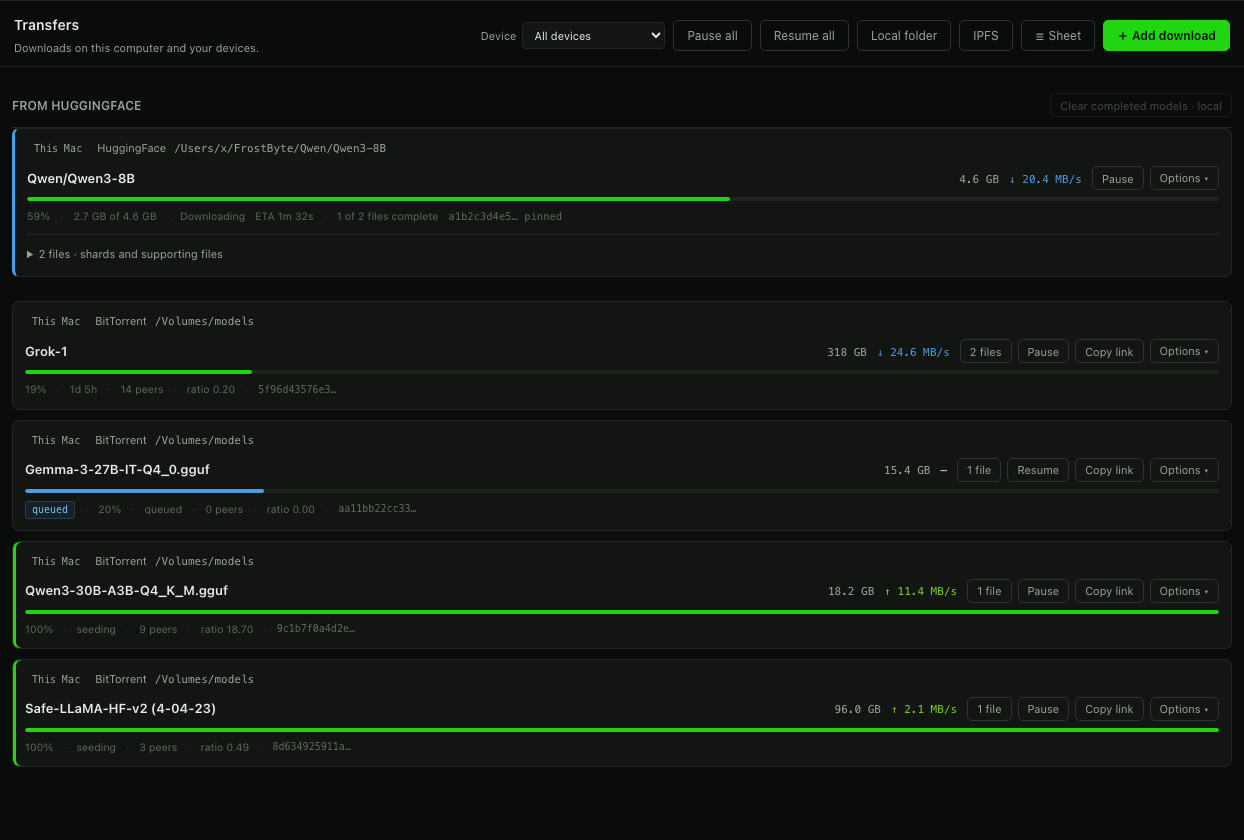 Transfers
Downloads on this computer and your devices.
Device All devices Pause all Resume all Local folder IPFS ≡ Sheet + Add download
FROM HUGGINGFACE Clear completed models · local
This Mac HuggingFace /Users/x/FrostByte/Qwen/Qwen3-8B
Qwen/Qwen3-8B 4.6 GB ↓ 20.4 MB/s Pause Options ▾
59% · 2.7 GB of 4.6 GB · Downloading ETA 1m 32s · 1 of 2 files complete a1b2c3d4e5… pinned
▶ 2 files · shards and supporting files
This Mac BitTorrent /Volumes/models
Grok-1 318 GB ↓ 24.6 MB/s 2 files Pause Copy link Options ▾
19% · 1d 5h · 14 peers · ratio 0.20 · 5f96d43576e3…
This Mac BitTorrent /Volumes/models
Gemma-3-27B-IT-Q4_0.gguf 15.4 GB — 1 file Resume Copy link Options ▾
queued · 20% · queued · 0 peers · ratio 0.00 · aa11bb22cc33…
This Mac BitTorrent /Volumes/models
Qwen3-30B-A3B-Q4_K_M.gguf 18.2 GB ↑ 11.4 MB/s 1 file Pause Copy link Options ▾
100% · seeding · 9 peers · ratio 18.70 · 9c1b7f0a4d2e…
This Mac BitTorrent /Volumes/models
Safe-LLaMA-HF-v2 (4-04-23) 96.0 GB ↑ 2.1 MB/s 1 file Pause Copy link Options ▾
100% · seeding · 3 peers · ratio 0.49 · 8d634925911a…